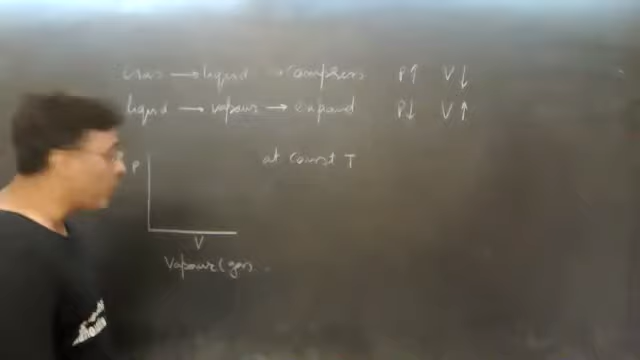 Gas → liquid → compress P↑ V↓
liquid → vapour → expand P↓ V↑
at const T
P
V
Vapour (gas